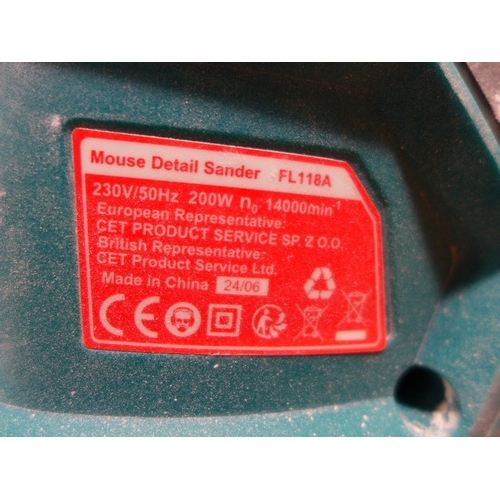 Mouse Detail Sander FL118A
230V/50Hz 200W n₀ 14000min⁻¹
European Representative:
CET PRODUCT SERVICE SP. Z O.O.
British Representative:
CET Product Service Ltd.
Made in China 24/06
CE